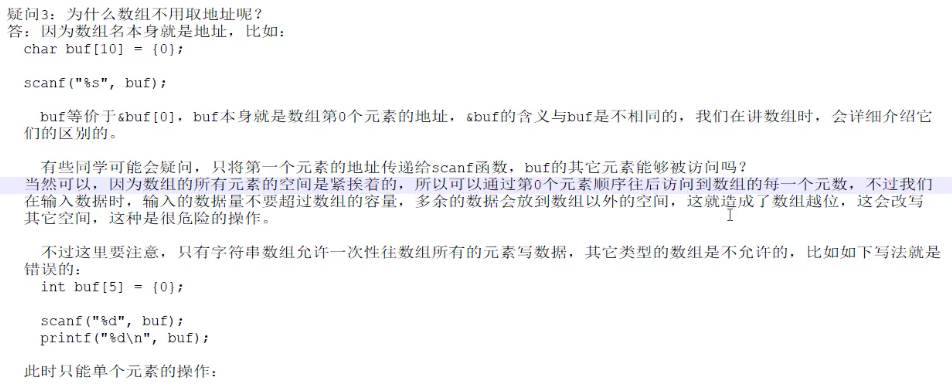 疑问3：为什么数组不用取地址呢？
答：因为数组名本身就是地址，比如：
char buf[10] = {0};
scanf("%s", buf);
buf等价于&buf[0]，buf本身就是数组第0个元素的地址，&buf的含义与buf是不相同的，我们在讲数组时，会详细介绍它
们的区别的。
有些同学可能会疑问，只将第一个元素的地址传递给scanf函数，buf的其它元素能够被访问吗？
当然可以，因为数组的所有元素的空间是紧挨着的，所以可以通过第0个元素顺序往后访问到数组的每一个元数，不过我们
在输入数据时，输入的数据量不要超过数组的容量，多余的数据会放到数组以外的空间，这就造成了数组越位，这会改写
其它空间，这种是很危险的操作。
不过这里要注意，只有字符串数组允许一次性往数组所有的元素写数据，其它类型的数组是不允许的，比如如下写法就是
错误的：
int buf[5] = {0};
scanf("%d", buf);
printf("%d\n", buf);
此时只能单个元素的操作：